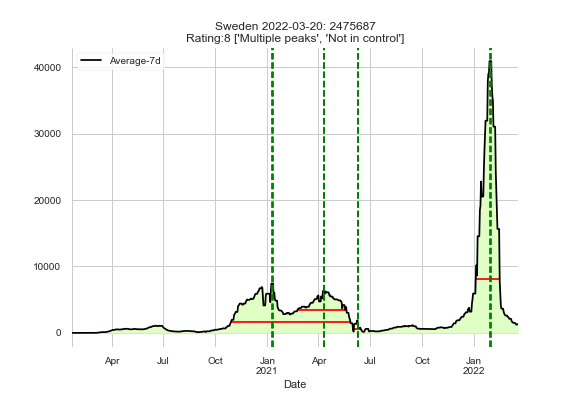 Sweden 2022-03-20: 2475687
Rating:8 ['Multiple peaks', 'Not in control']
Average-7d
40000
30000
20000
10000
0
Apr
Jul
Oct
Jan
2021
Apr
Jul
Oct
Jan
2022
Date